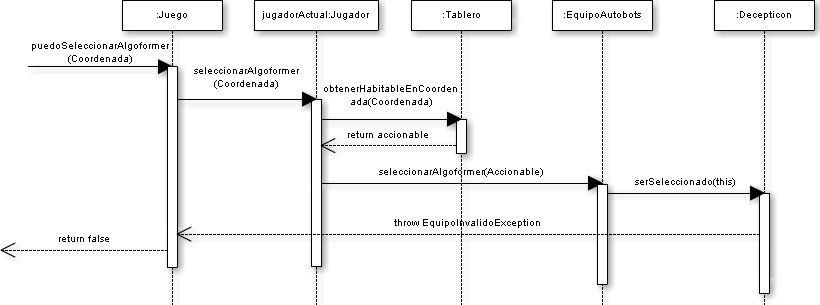 :Juego
jugadorActual:Jugador
:Tablero
:EquipoAutobots
:Decepticon
puedoSeleccionarAlgoformer
(Coordenada)
seleccionarAlgoformer
(Coordenada)
obtenerHabitableEnCoorden
ada(Coordenada)
return accionable
seleccionarAlgoformer(Accionable)
serSeleccionado(this)
throw EquipoInvalidoException
return false